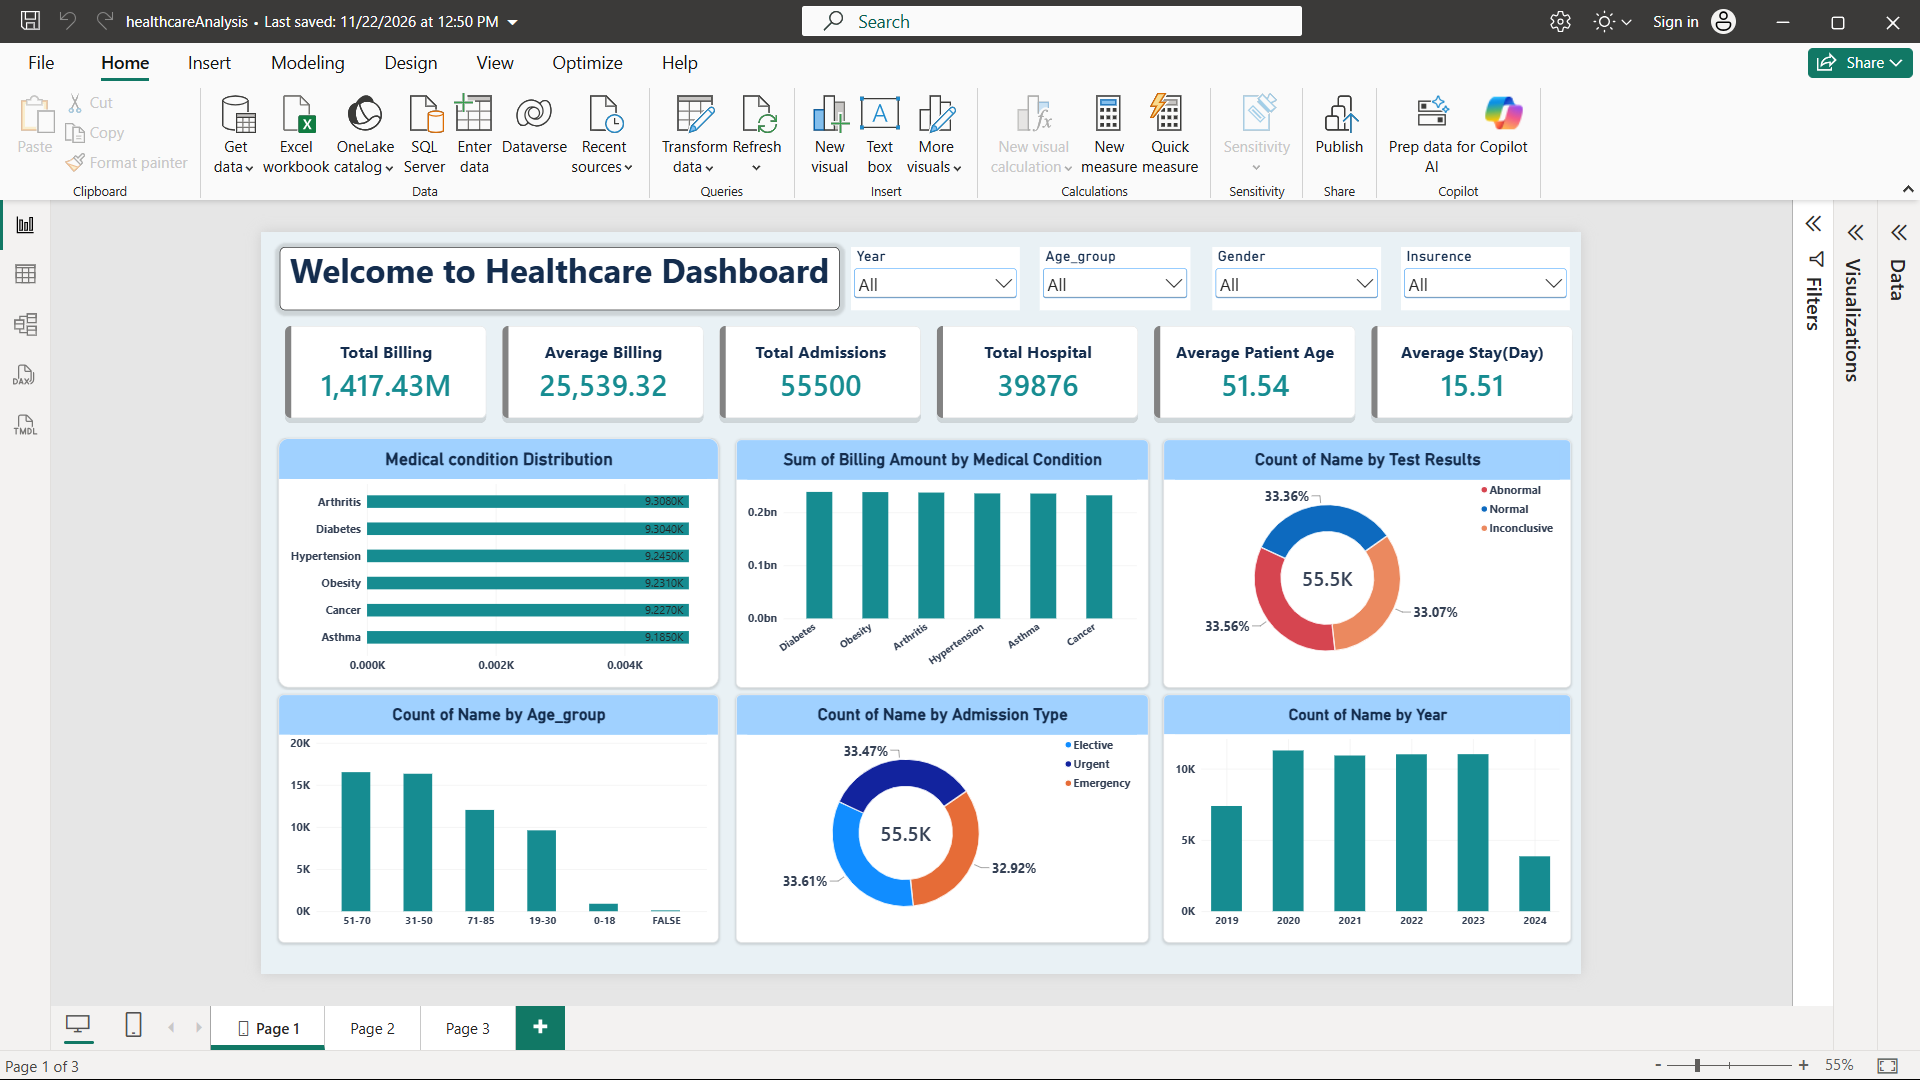 healthcareAnalysis • Last saved: 11/22/2026 at 12:50 PM
Search
Sign in
File Home Insert Modeling Design View Optimize Help
Share
Paste
Cut
Copy
Format painter
Clipboard
Get data
Excel workbook
OneLake catalog
SQL Server
Enter data
Dataverse
Recent sources
Data
Transform data
Refresh
Queries
New visual
Text box
More visuals
Insert
New visual calculation
New measure
Quick measure
Calculations
Sensitivity
Sensitivity
Publish
Share
Prep data for AI
Copilot
Copilot
DAX
TMDL
Welcome to Healthcare Dashboard
Year
All
Age_group
All
Gender
All
Insurence
All
Filters
Visualizations
Data
Total Billing
1,417.43M
Average Billing
25,539.32
Total Admissions
55500
Total Hospital
39876
Average Patient Age
51.54
Average Stay(Day)
15.51
Medical condition Distribution
Arthritis 9.3080K
Diabetes 9.3040K
Hypertension 9.2450K
Obesity 9.2310K
Cancer 9.2270K
Asthma 9.1850K
0.000K 0.002K 0.004K
Sum of Billing Amount by Medical Condition
0.2bn
0.1bn
0.0bn
Diabetes Obesity Arthritis Hypertension Asthma Cancer
Count of Name by Test Results
33.36%
55.5K
33.07%
33.56%
Abnormal
Normal
Inconclusive
Count of Name by Age_group
20K
15K
10K
5K
0K
51-70 31-50 71-85 19-30 0-18 FALSE
Count of Name by Admission Type
33.47%
55.5K
32.92%
33.61%
Elective
Urgent
Emergency
Count of Name by Year
10K
5K
0K
2019 2020 2021 2022 2023 2024
Page 1 Page 2 Page 3 +
Page 1 of 3
- + 55%